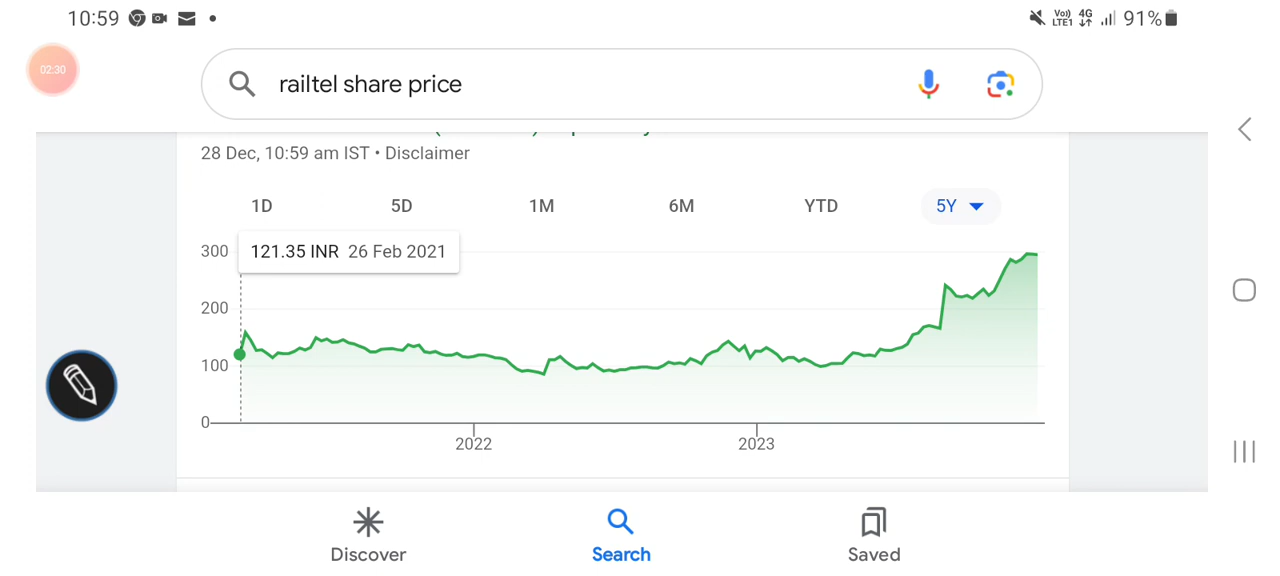 10:59
Vo)) 4G
LTE1
91%
02:30
railtel share price
28 Dec, 10:59 am IST • Disclaimer
1D 5D 1M 6M YTD 5Y
121.35 INR 26 Feb 2021
300
200
100
0
2022 2023
Discover Search Saved